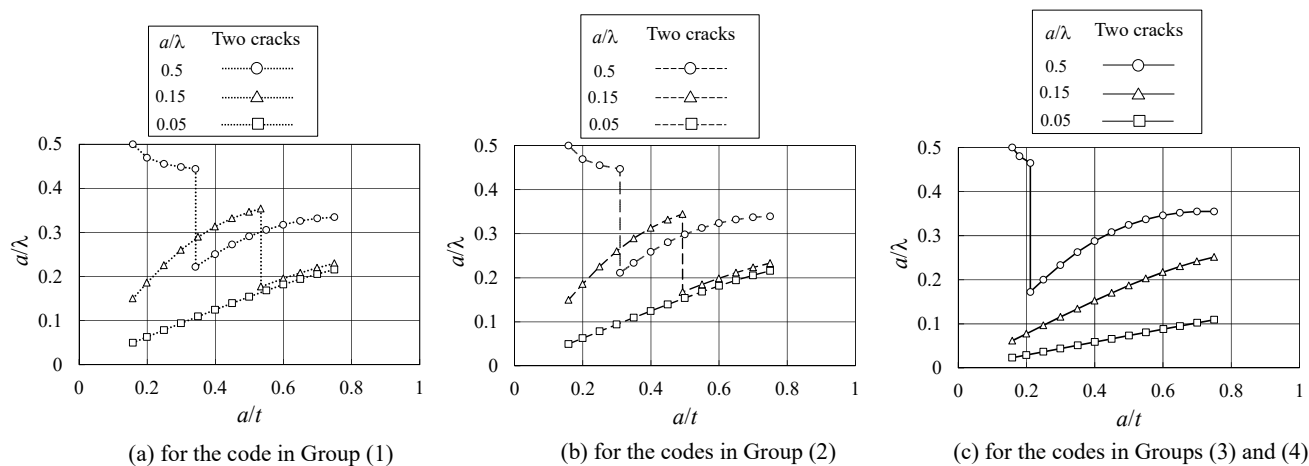 a/λ Two cracks
0.5
0.15
0.05
0.5
0.4
0.3
0.2
0.1
0
a/λ
0 0.2 0.4 0.6 0.8 1
a/t
(a) for the code in Group (1)
a/λ Two cracks
0.5
0.15
0.05
0.5
0.4
0.3
0.2
0.1
0
a/λ
0 0.2 0.4 0.6 0.8 1
a/t
(b) for the codes in Group (2)
a/λ Two cracks
0.5
0.15
0.05
0.5
0.4
0.3
0.2
0.1
0
a/λ
0 0.2 0.4 0.6 0.8 1
a/t
(c) for the codes in Groups (3) and (4)